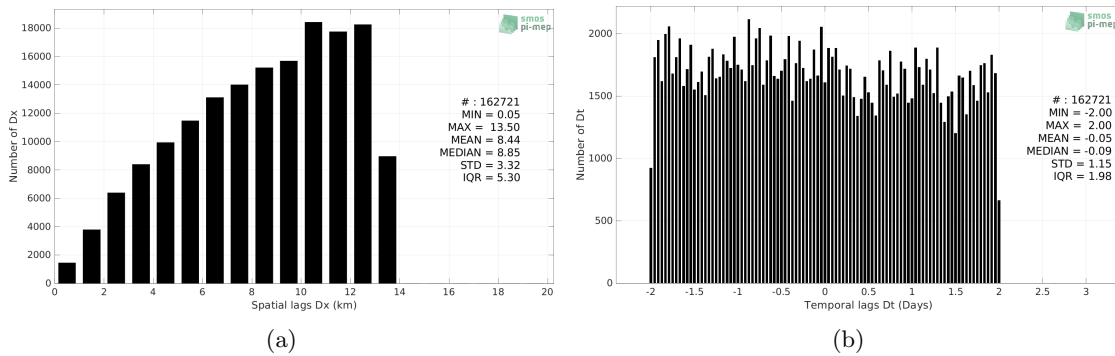 18000
16000
14000
12000
10000
8000
6000
4000
2000
0
Number of Dx
0 2 4 6 8 10 12 14 16 18 20
Spatial lags Dx (km)
smos
pi-mep
# : 162721
MIN = 0.05
MAX = 13.50
MEAN = 8.44
MEDIAN = 8.85
STD = 3.32
IQR = 5.30
(a)
2000
1500
1000
500
0
Number of Dt
-2 -1.5 -1 -0.5 0 0.5 1 1.5 2 2.5 3
Temporal lags Dt (Days)
smos
pi-mep
# : 162721
MIN = -2.00
MAX = 2.00
MEAN = -0.05
MEDIAN = -0.09
STD = 1.15
IQR = 1.98
(b)